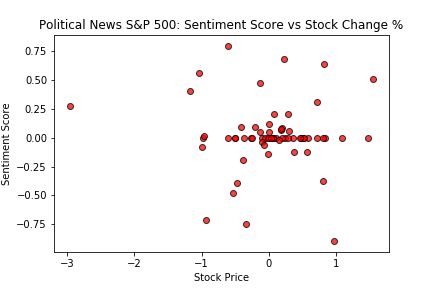 Political News S&P 500: Sentiment Score vs Stock Change %
Sentiment Score
0.75
0.50
0.25
0.00
−0.25
−0.50
−0.75
−3 −2 −1 0 1
Stock Price